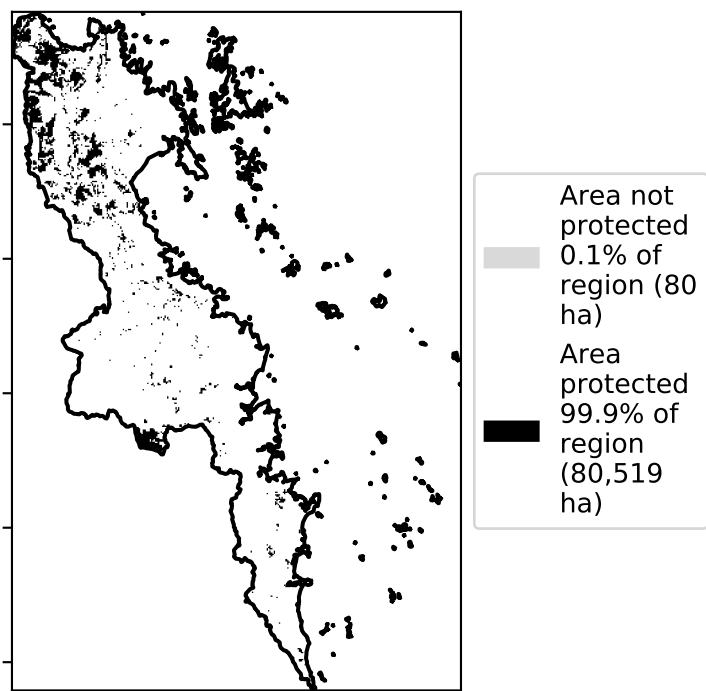 Area not
protected
0.1% of
region (80
ha)
Area
protected
99.9% of
region
(80,519
ha)